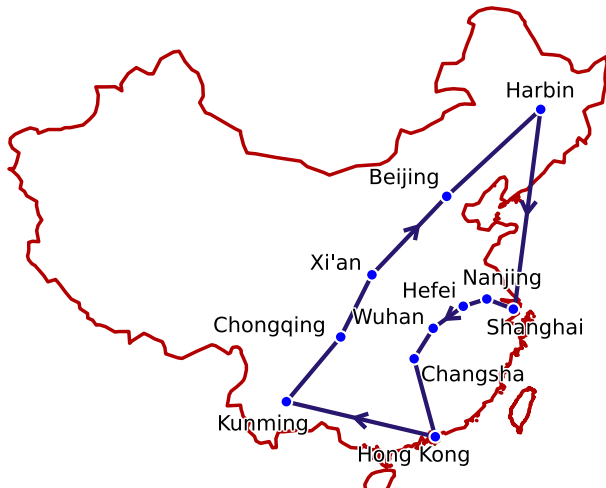 Harbin
Beijing
Xi'an
Nanjing
Hefei
Chongqing
Wuhan
Shanghai
Changsha
Kunming
Hong Kong